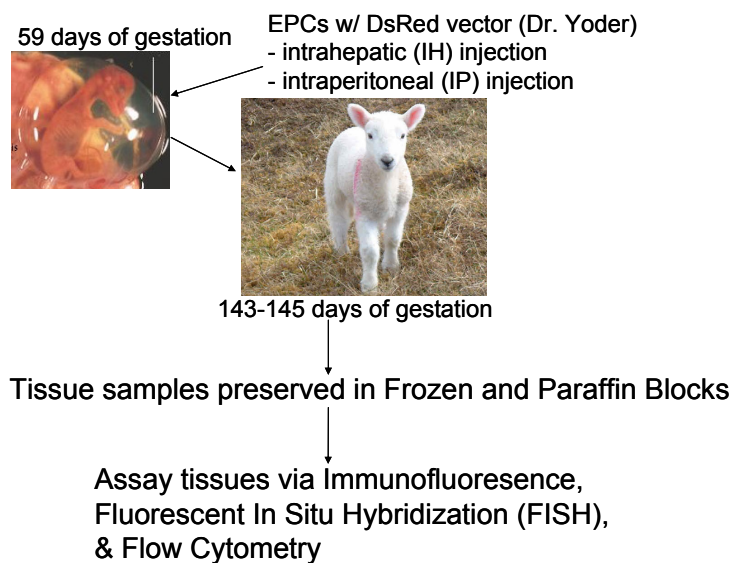 59 days of gestation
EPCs w/ DsRed vector (Dr. Yoder)
- intrahepatic (IH) injection
- intraperitoneal (IP) injection
is
143-145 days of gestation
Tissue samples preserved in Frozen and Paraffin Blocks
Assay tissues via Immunofluoresence,
Fluorescent In Situ Hybridization (FISH),
& Flow Cytometry